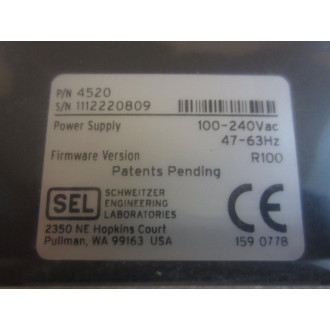 P/N 4520
S/N 1112220809
Power Supply 100-240Vac
47-63Hz
Firmware Version R100
Patents Pending
SEL SCHWEITZER
ENGINEERING
LABORATORIES
2350 NE Hopkins Court
Pullman, WA 99163 USA
CE
159 0778